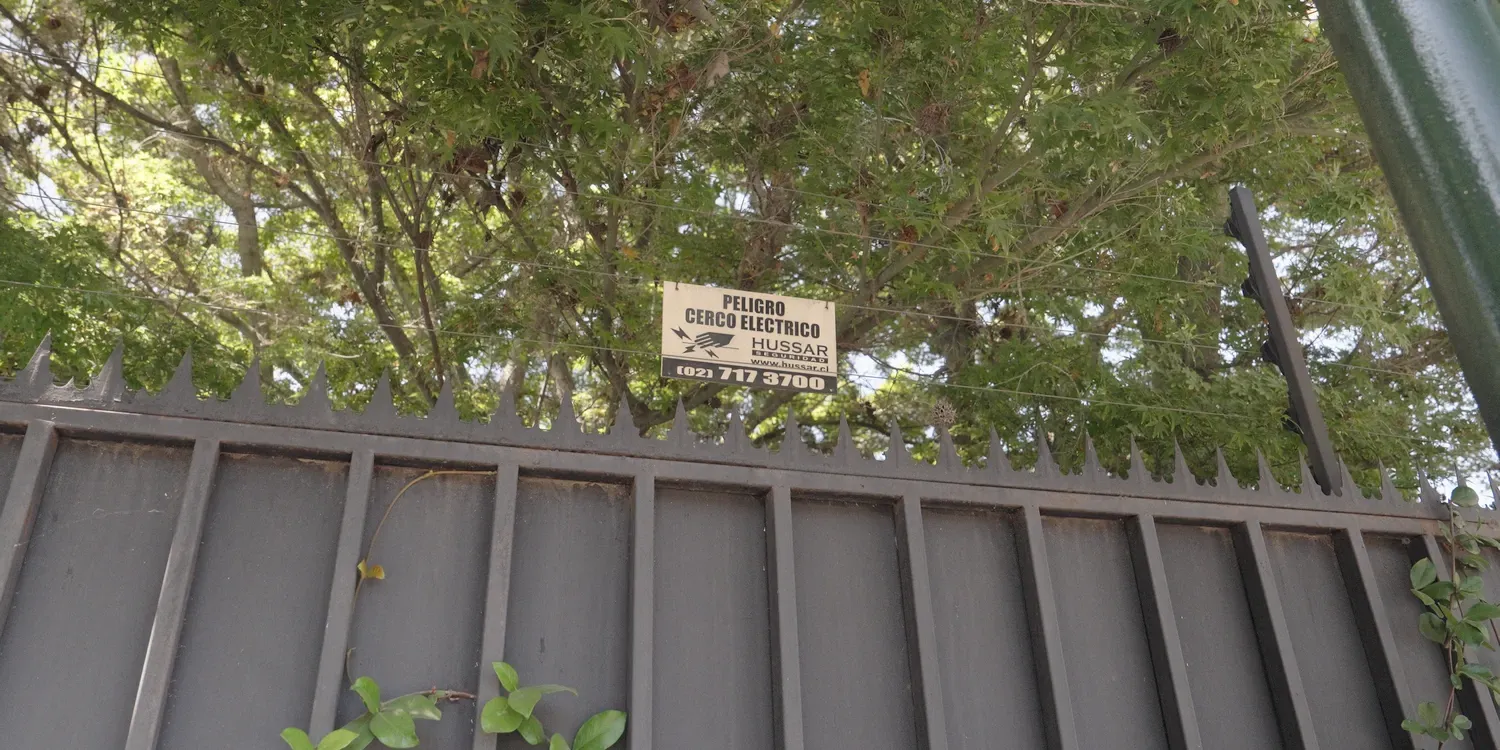 PELIGRO
CERCO ELECTRICO
HUSSAR
SEGURIDAD
www.hussar.cl
(02) 717 3700